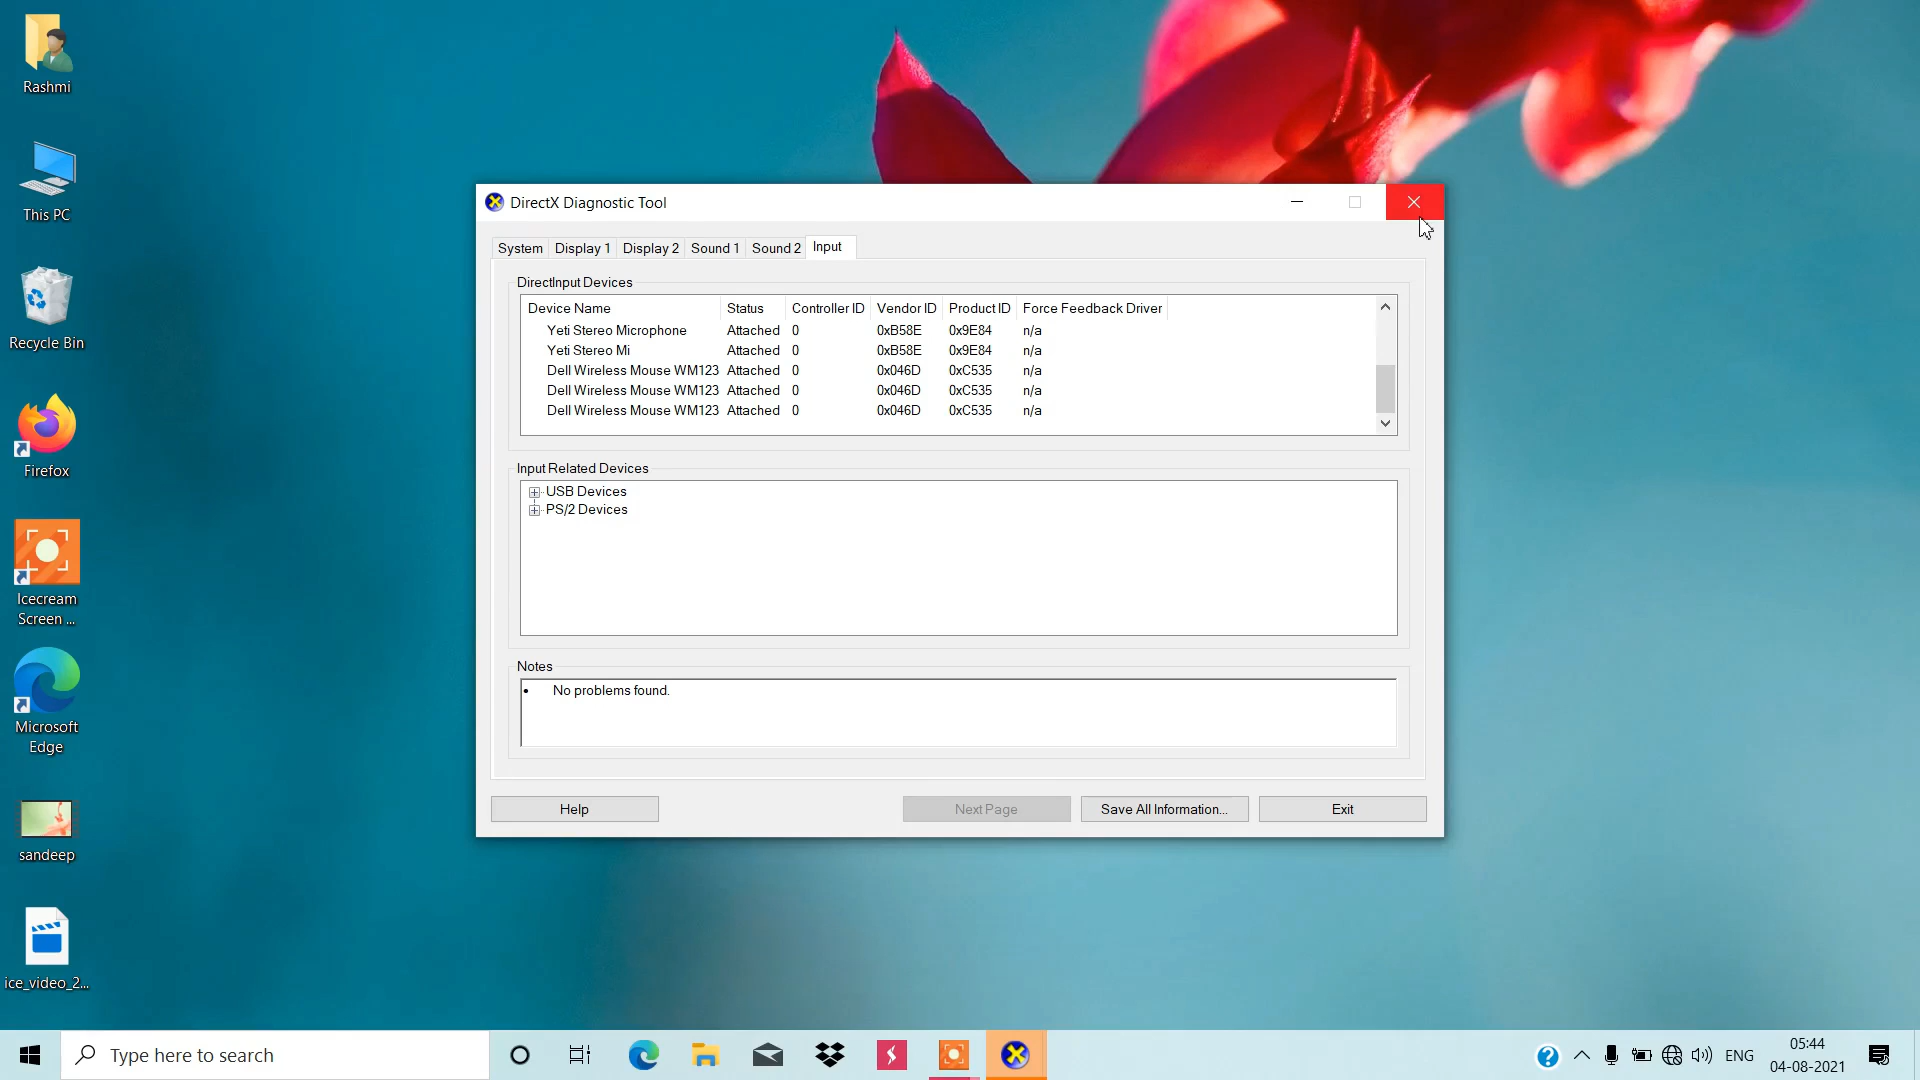 Rashmi
This PC
Recycle Bin
Firefox
Icecream
Screen ...
Microsoft
Edge
sandeep
ice_video_2...
DirectX Diagnostic Tool
System Display 1 Display 2 Sound 1 Sound 2 Input
DirectInput Devices
Device Name Status Controller ID Vendor ID Product ID Force Feedback Driver
Yeti Stereo Microphone Attached 0 0xB58E 0x9E84 n/a
Yeti Stereo Mi Attached 0 0xB58E 0x9E84 n/a
Dell Wireless Mouse WM123 Attached 0 0x046D 0xC535 n/a
Dell Wireless Mouse WM123 Attached 0 0x046D 0xC535 n/a
Dell Wireless Mouse WM123 Attached 0 0x046D 0xC535 n/a
Input Related Devices
USB Devices
PS/2 Devices
Notes
• No problems found.
Help Next Page Save All Information... Exit
Type here to search
ENG
05:44
04-08-2021